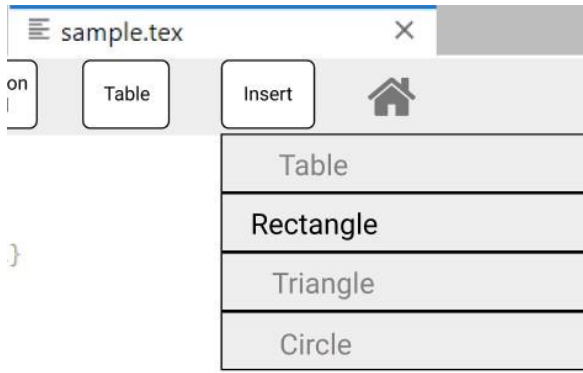 sample.tex
on
Table
Insert
Table
Rectangle
}
Triangle
Circle